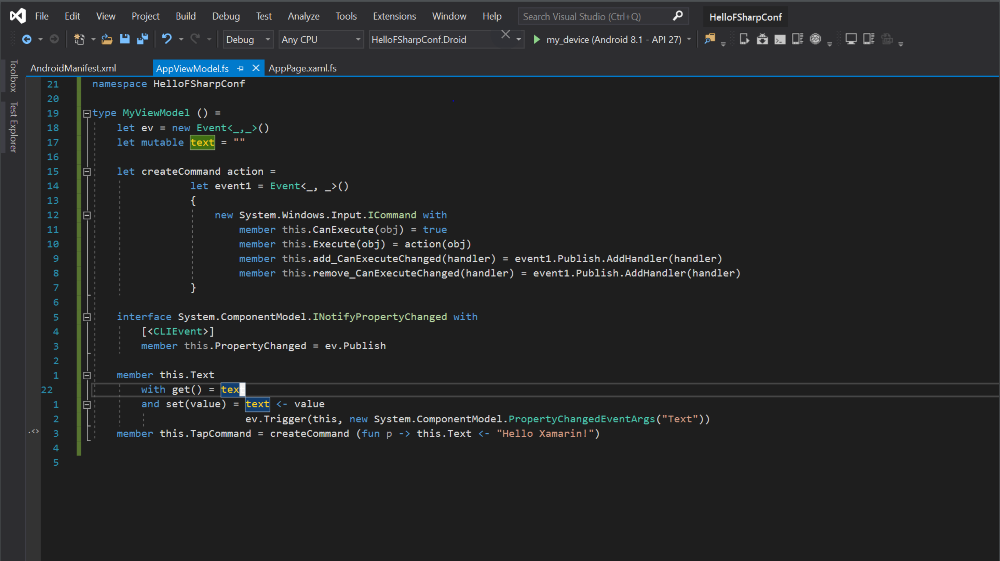 File Edit View Project Build Debug Test Analyze Tools Extensions Window Help Search Visual Studio (Ctrl+Q) HelloFSharpConf
Debug Any CPU HelloFSharpConf.Droid my_device (Android 8.1 - API 27)
Toolbox
Test Explorer
AndroidManifest.xml AppViewModel.fs AppPage.xaml.fs
21 namespace HelloFSharpConf
20
19 type MyViewModel () =
18 let ev = new Event<_,_>()
17 let mutable text = ""
16
15 let createCommand action =
14 let event1 = Event<_, _>()
13 {
12 new System.Windows.Input.ICommand with
11 member this.CanExecute(obj) = true
10 member this.Execute(obj) = action(obj)
9 member this.add_CanExecuteChanged(handler) = event1.Publish.AddHandler(handler)
8 member this.remove_CanExecuteChanged(handler) = event1.Publish.AddHandler(handler)
7 }
6
5 interface System.ComponentModel.INotifyPropertyChanged with
4 [<CLIEvent>]
3 member this.PropertyChanged = ev.Publish
2
1 member this.Text
22 with get() = text
1 and set(value) = text <- value
2 ev.Trigger(this, new System.ComponentModel.PropertyChangedEventArgs("Text"))
3 member this.TapCommand = createCommand (fun p -> this.Text <- "Hello Xamarin!")
4
5